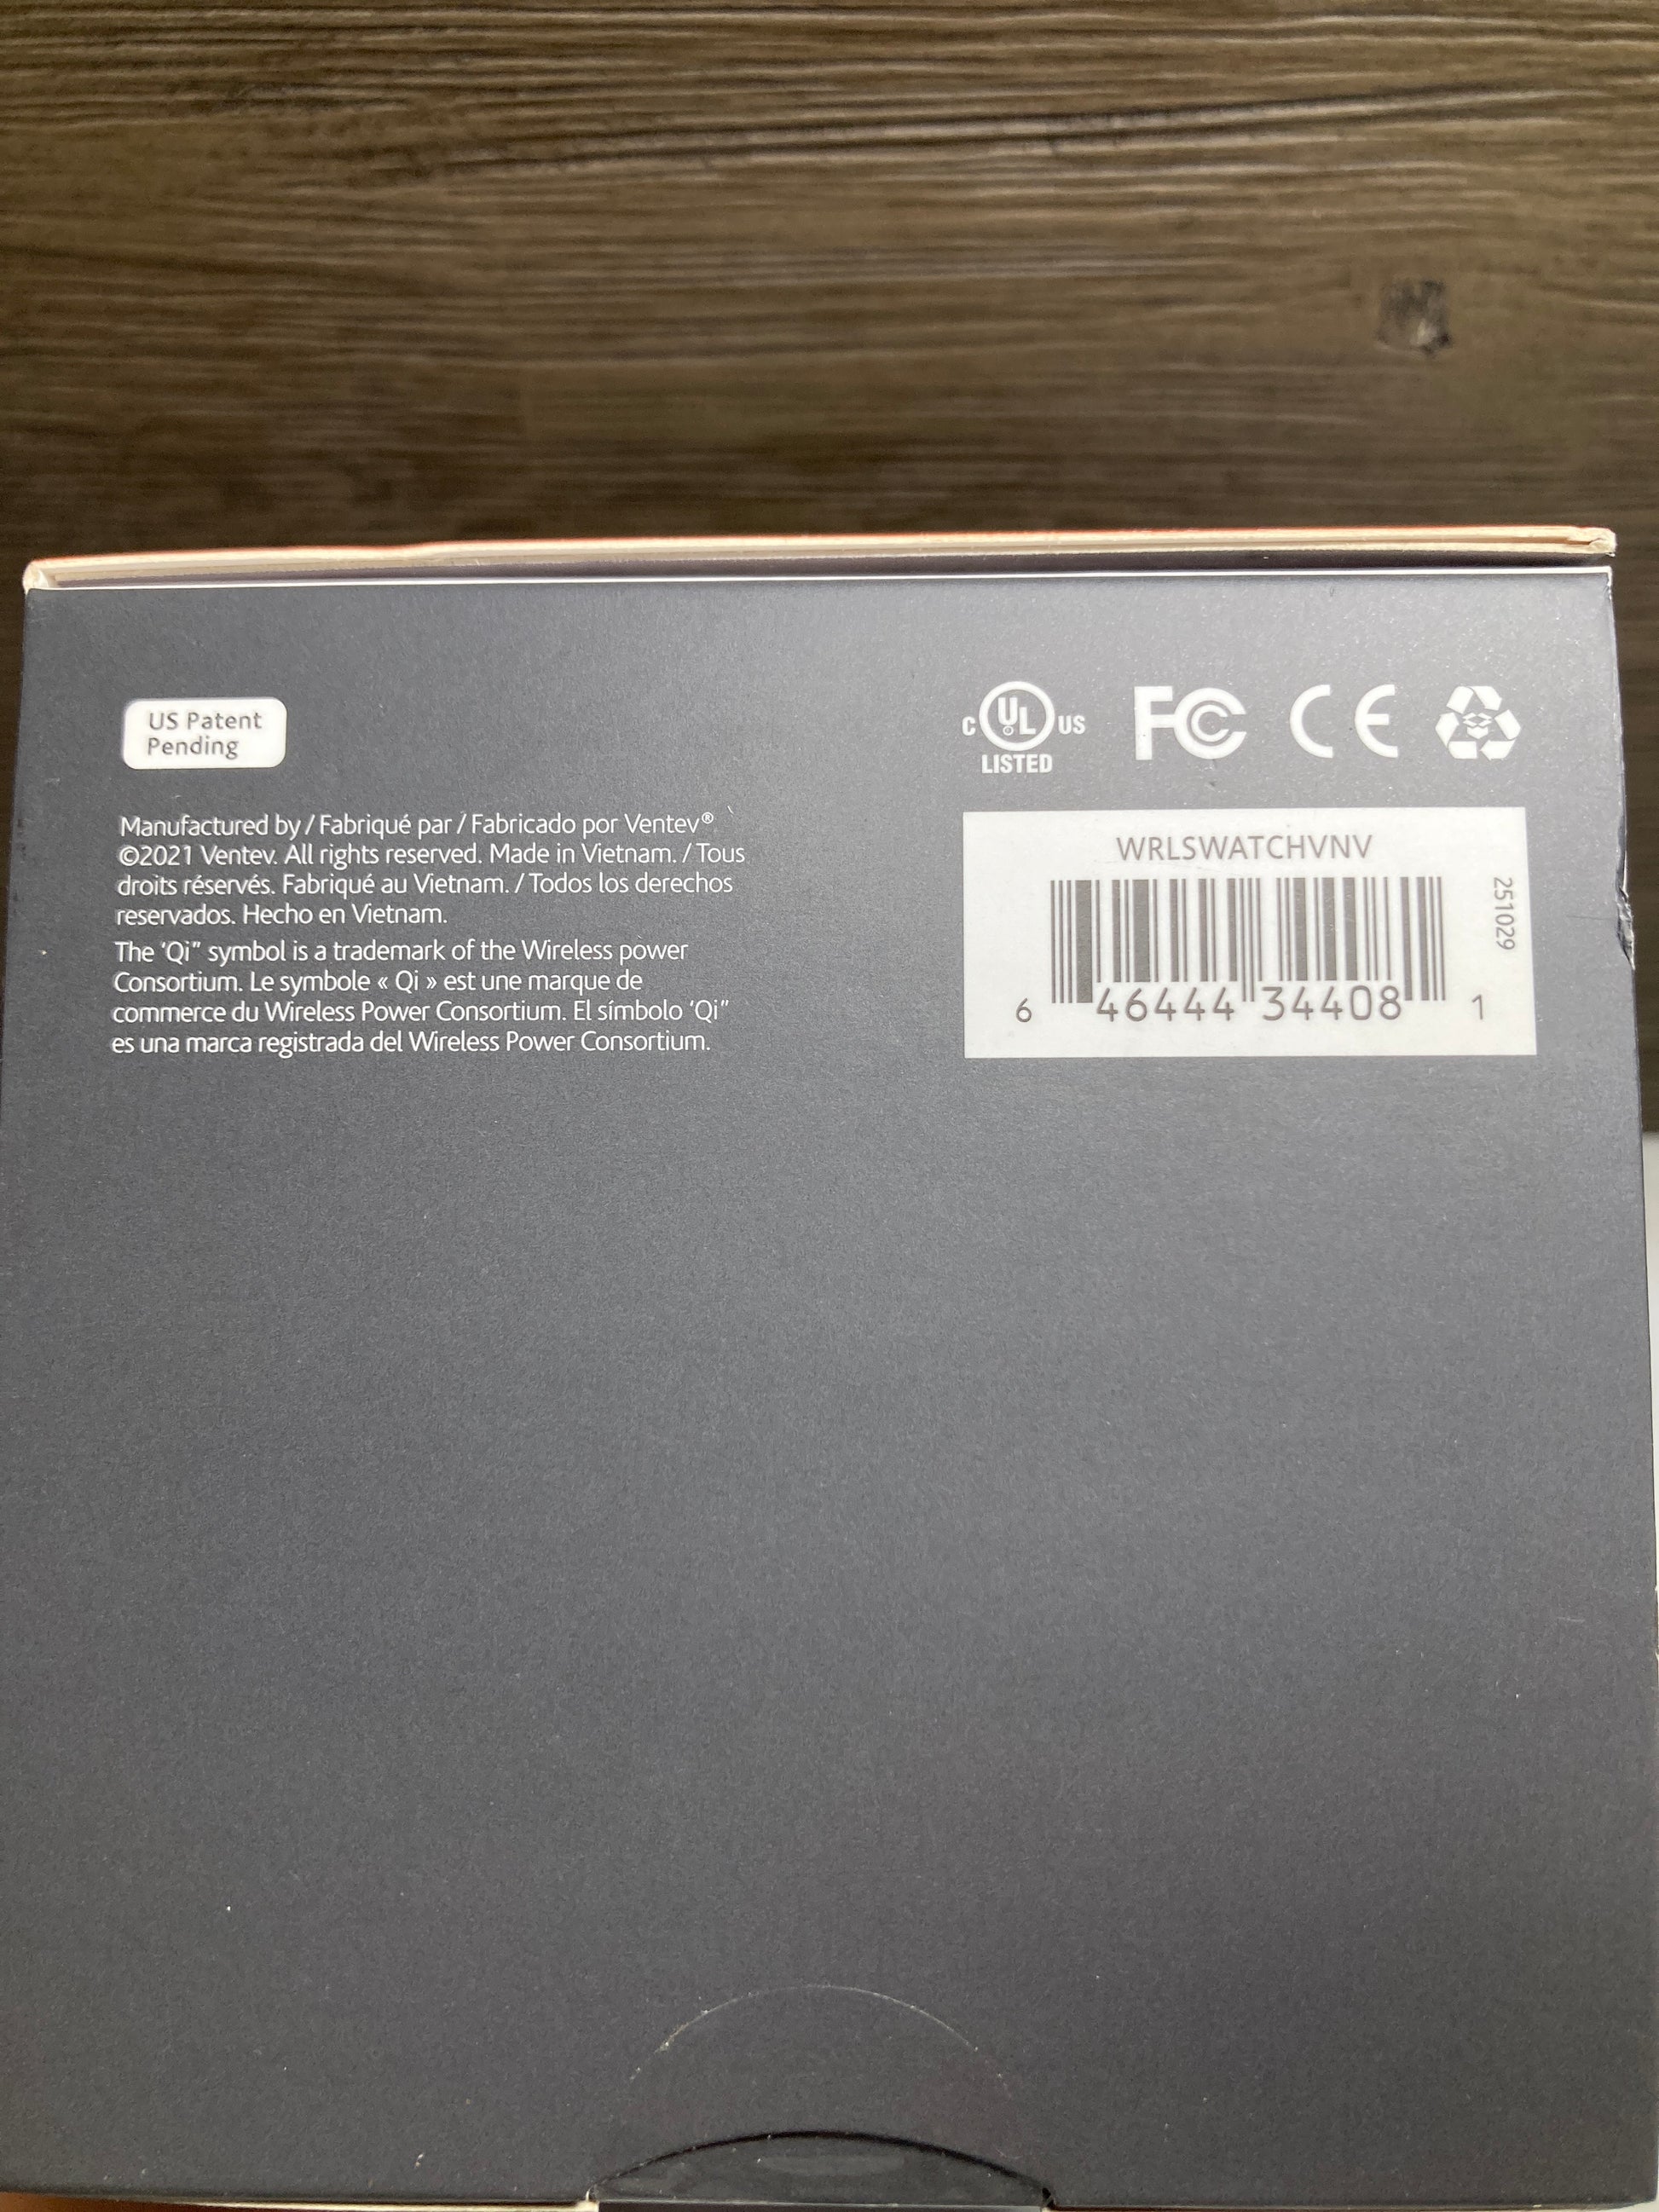 US Patent
Pending
Manufactured by / Fabriqué par / Fabricado por Ventev®
©2021 Ventev. All rights reserved. Made in Vietnam. / Tous
droits réservés. Fabriqué au Vietnam. / Todos los derechos
reservados. Hecho en Vietnam.
The ‘Qi” symbol is a trademark of the Wireless power
Consortium. Le symbole « Qi » est une marque de
commerce du Wireless Power Consortium. El símbolo ‘Qi”
es una marca registrada del Wireless Power Consortium.
C UL US
LISTED
FC CE
WRLSWATCHVNV
251029
6 46444 34408 1